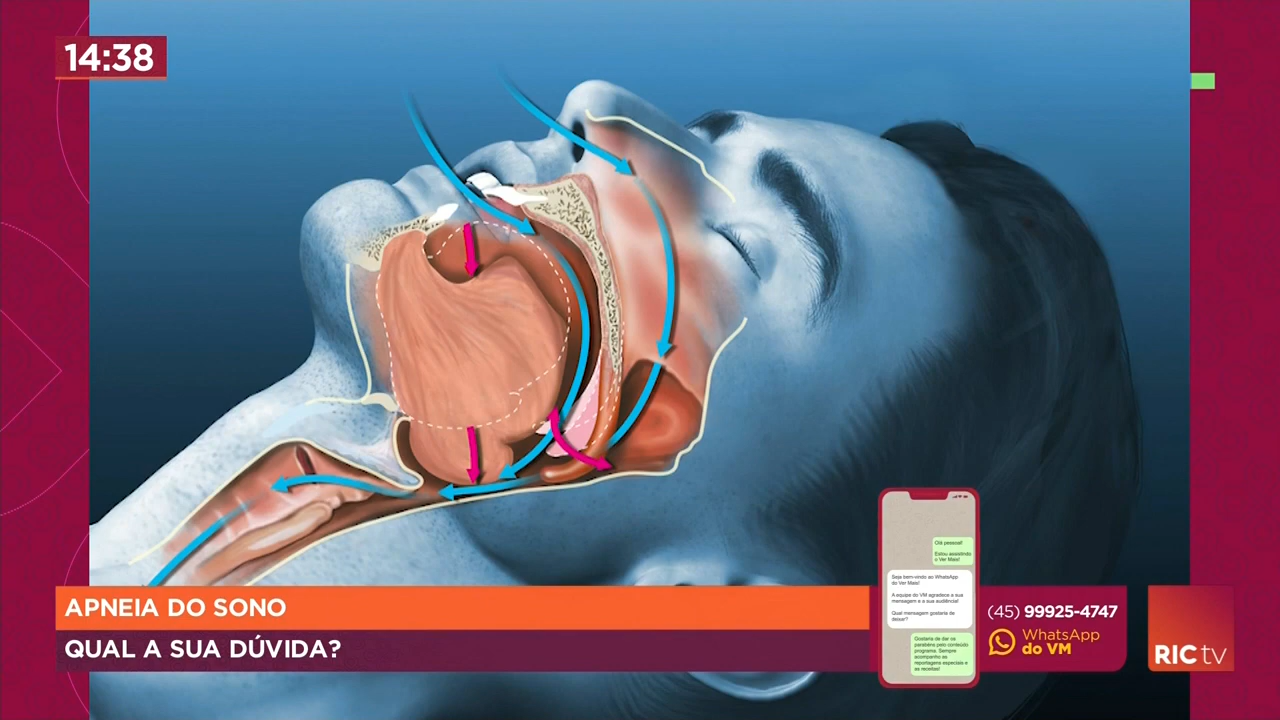 14:38
APNEIA DO SONO
QUAL A SUA DÚVIDA?
Olá pessoal!
Estou assistindo
o Ver Mais!
Seja bem-vindo ao WhatsApp
do Ver Mais!
A equipe do VM agradece a sua
mensagem e a sua audiência!
Qual mensagem gostaria de
deixar?
Gostaria de dar os
parabéns pelo conteúdo
programa. Sempre
acompanho as
reportagens especiais e
as receitas!
(45) 99925-4747
WhatsApp
do VM
RIC tv